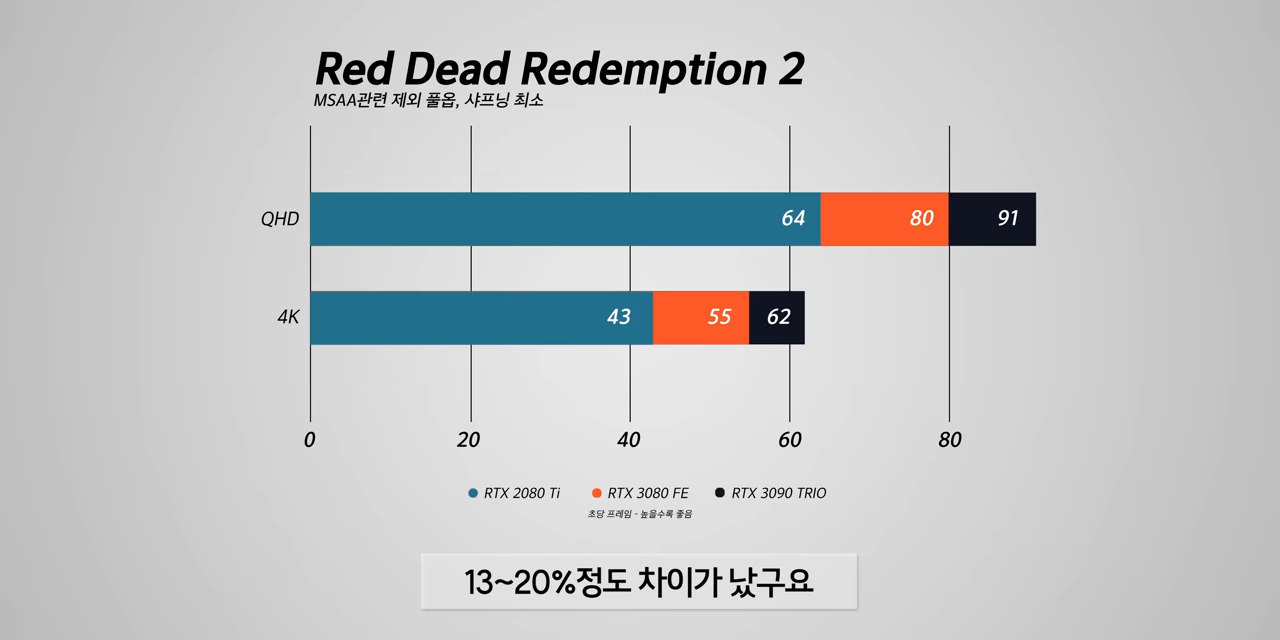 Red Dead Redemption 2
MSAA관련 제외 풀옵, 샤프닝 최소
QHD 64 80 91
4K 43 55 62
0 20 40 60 80
RTX 2080 Ti RTX 3080 FE RTX 3090 TRIO
초당 프레임 - 높을수록 좋음
13~20%정도 차이가 났구요